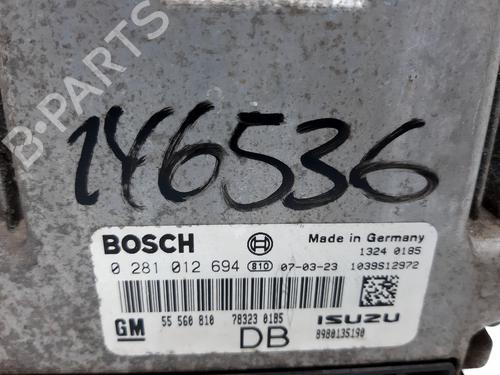 B-PARTS
146536
BOSCH
Made in Germany
1324 0185
0 281 012 694 810 07-03-23 1039S12972
55 560 810 78323 0185
GM DB ISUZU
8980135190